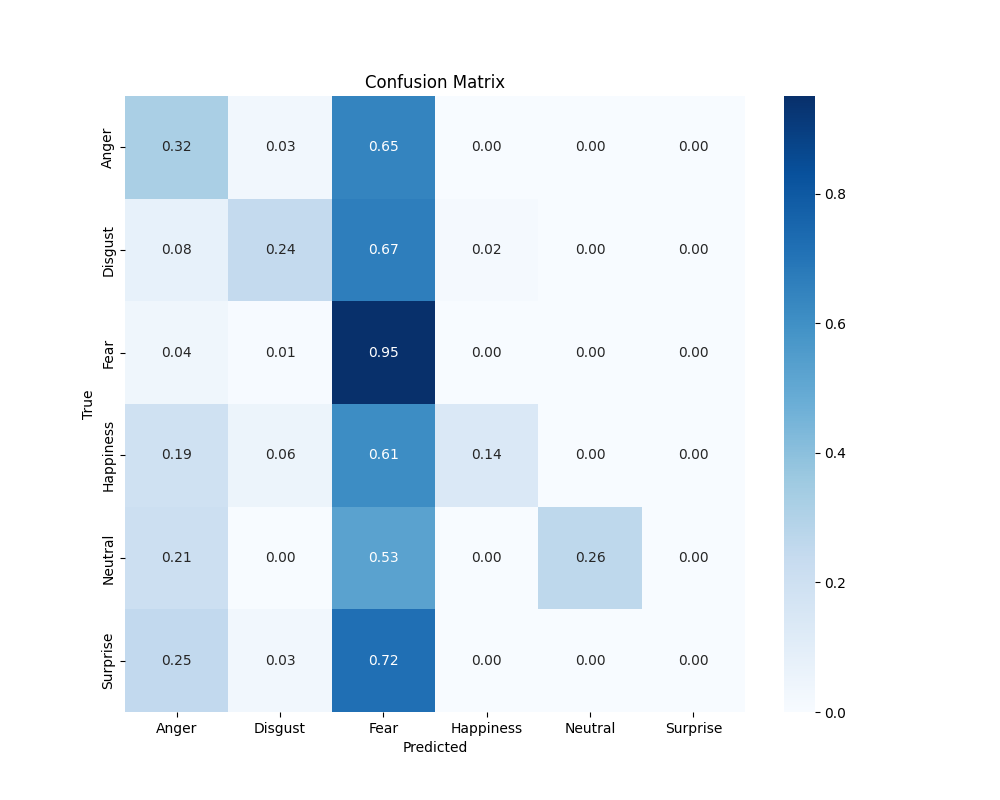 Confusion Matrix
Anger 0.32 0.03 0.65 0.00 0.00 0.00
Disgust 0.08 0.24 0.67 0.02 0.00 0.00
Fear 0.04 0.01 0.95 0.00 0.00 0.00
Happiness 0.19 0.06 0.61 0.14 0.00 0.00
Neutral 0.21 0.00 0.53 0.00 0.26 0.00
Surprise 0.25 0.03 0.72 0.00 0.00 0.00
Anger Disgust Fear Happiness Neutral Surprise
Predicted
True
0.8
0.6
0.4
0.2
0.0